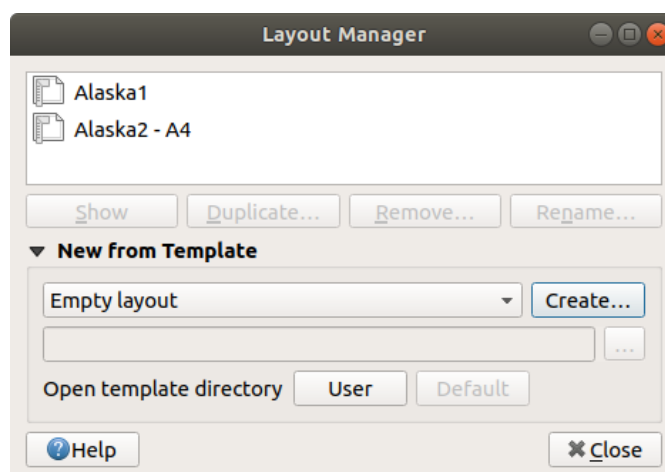 Layout Manager
Alaska1
Alaska2 - A4
Show Duplicate... Remove... Rename...
New from Template
Empty layout Create...
...
Open template directory User Default
?Help Close